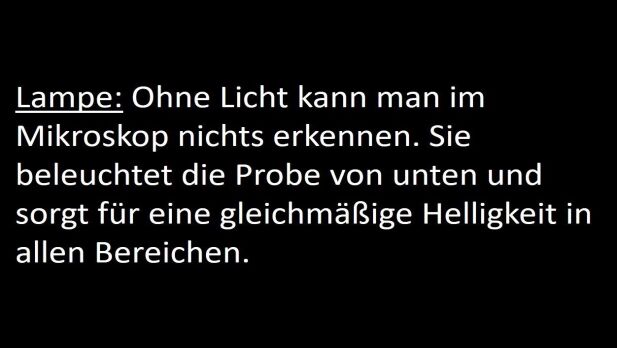 Lampe: Ohne Licht kann man im
Mikroskop nichts erkennen. Sie
beleuchtet die Probe von unten und
sorgt für eine gleichmäßige Helligkeit in
allen Bereichen.